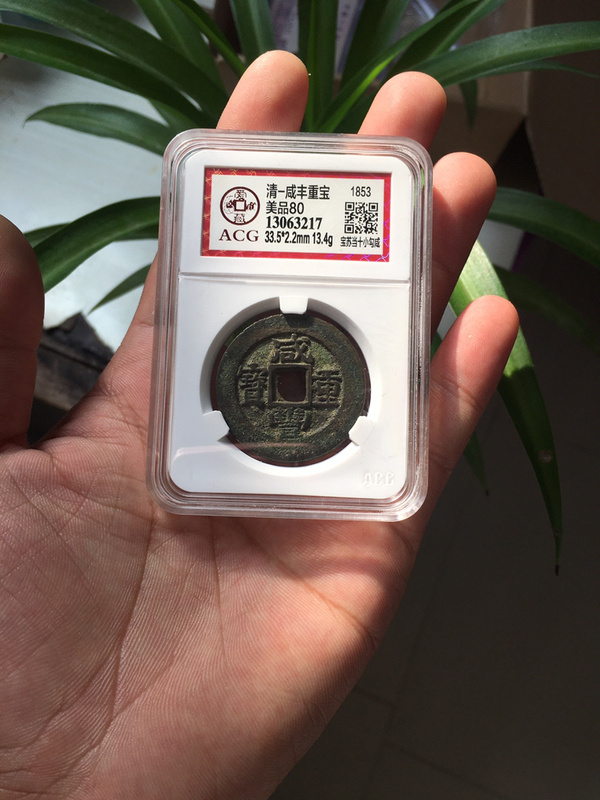 清-咸丰重宝 1853
美品80
13063217
ACG 33.5*2.2mm 13.4g 宝苏当十小勾咸
咸
寶 重
豐
ACG